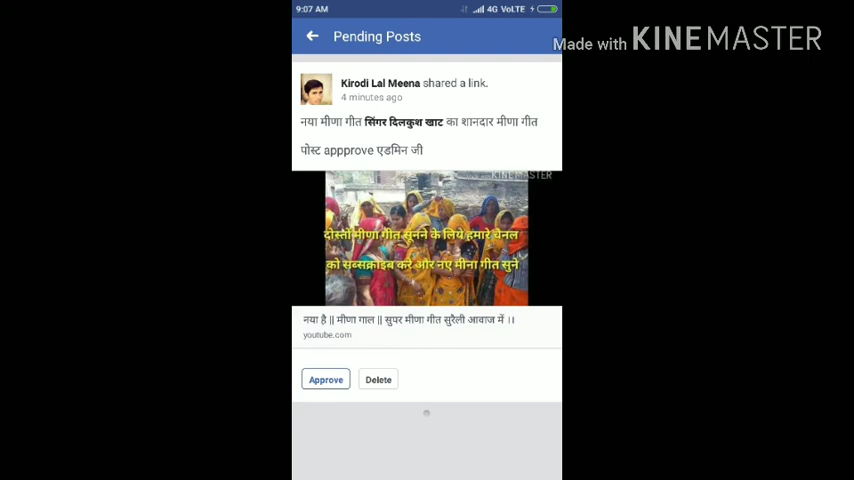 9:07 AM
4G VoLTE
Pending Posts
Made with KINEMASTER
Kirodi Lal Meena shared a link.
4 minutes ago
नया मीणा गीत सिंगर दिलकुश खाट का शानदार मीणा गीत
पोस्ट appprove एडमिन जी
KINEMASTER
दोस्तों मीणा गीत सूनने के लिये हमारे चैनल
को सब्सक्राइब करे और नए मीना गीत सुने
नया है || मीणा गाल || सुपर मीणा गीत सुरैली आवाज में ।।
youtube.com
Approve
Delete